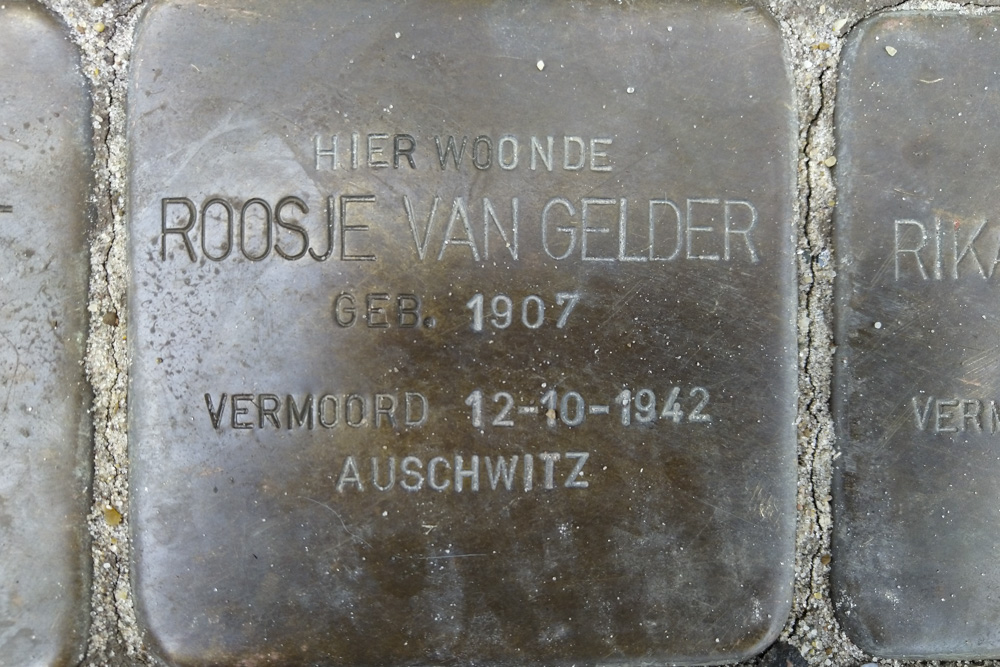 HIER WOONDE
ROOSJE VAN GELDER
GEB. 1907
VERMOORD 12-10-1942
AUSCHWITZ